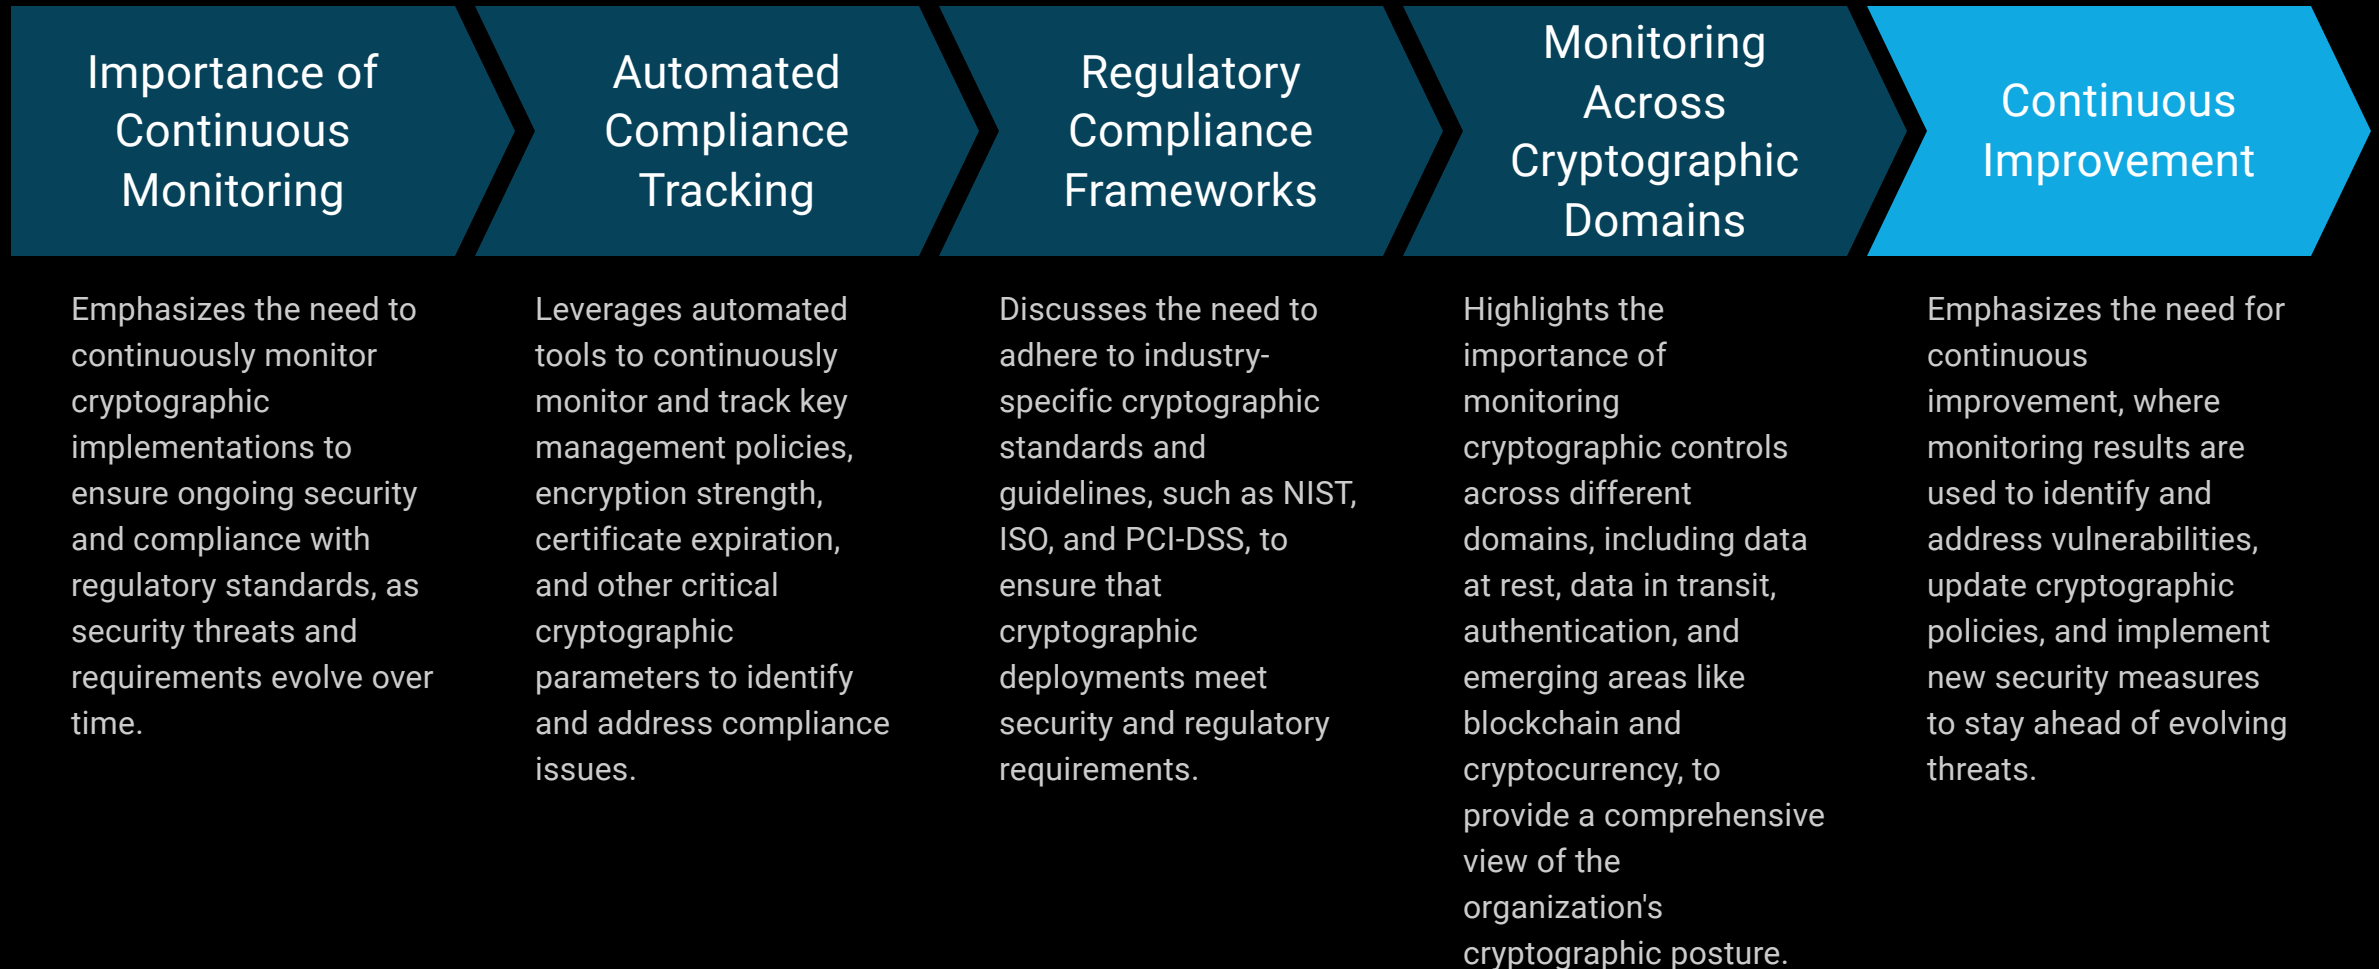 Importance of
Continuous
Monitoring
Automated
Compliance
Tracking
Regulatory
Compliance
Frameworks
Monitoring
Across
Cryptographic
Domains
Continuous
Improvement
Emphasizes the need to
continuously monitor
cryptographic
implementations to
ensure ongoing security
and compliance with
regulatory standards, as
security threats and
requirements evolve over
time.
Leverages automated
tools to continuously
monitor and track key
management policies,
encryption strength,
certificate expiration,
and other critical
cryptographic
parameters to identify
and address compliance
issues.
Discusses the need to
adhere to industry-
specific cryptographic
standards and
guidelines, such as NIST,
ISO, and PCI-DSS, to
ensure that
cryptographic
deployments meet
security and regulatory
requirements.
Highlights the
importance of
monitoring
cryptographic controls
across different
domains, including data
at rest, data in transit,
authentication, and
emerging areas like
blockchain and
cryptocurrency, to
provide a comprehensive
view of the
organization's
cryptographic posture.
Emphasizes the need for
continuous
improvement, where
monitoring results are
used to identify and
address vulnerabilities,
update cryptographic
policies, and implement
new security measures
to stay ahead of evolving
threats.